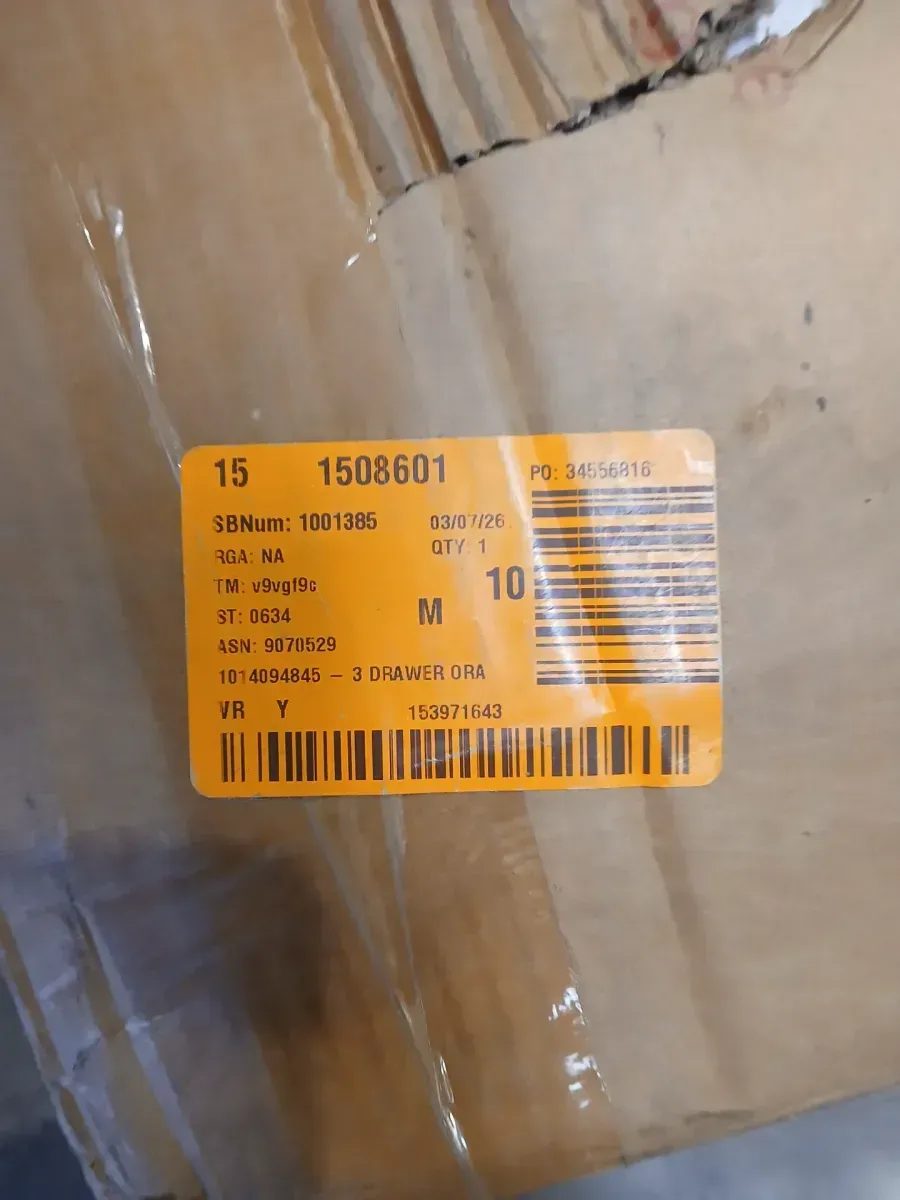 15 1508601 PO: 34556816
SBNum: 1001385 03/07/26
RGA: NA QTY: 1
TM: v9vgf9c 10
ST: 0634 M
ASN: 9070529
1014094845 – 3 DRAWER ORA
VR Y 153971643